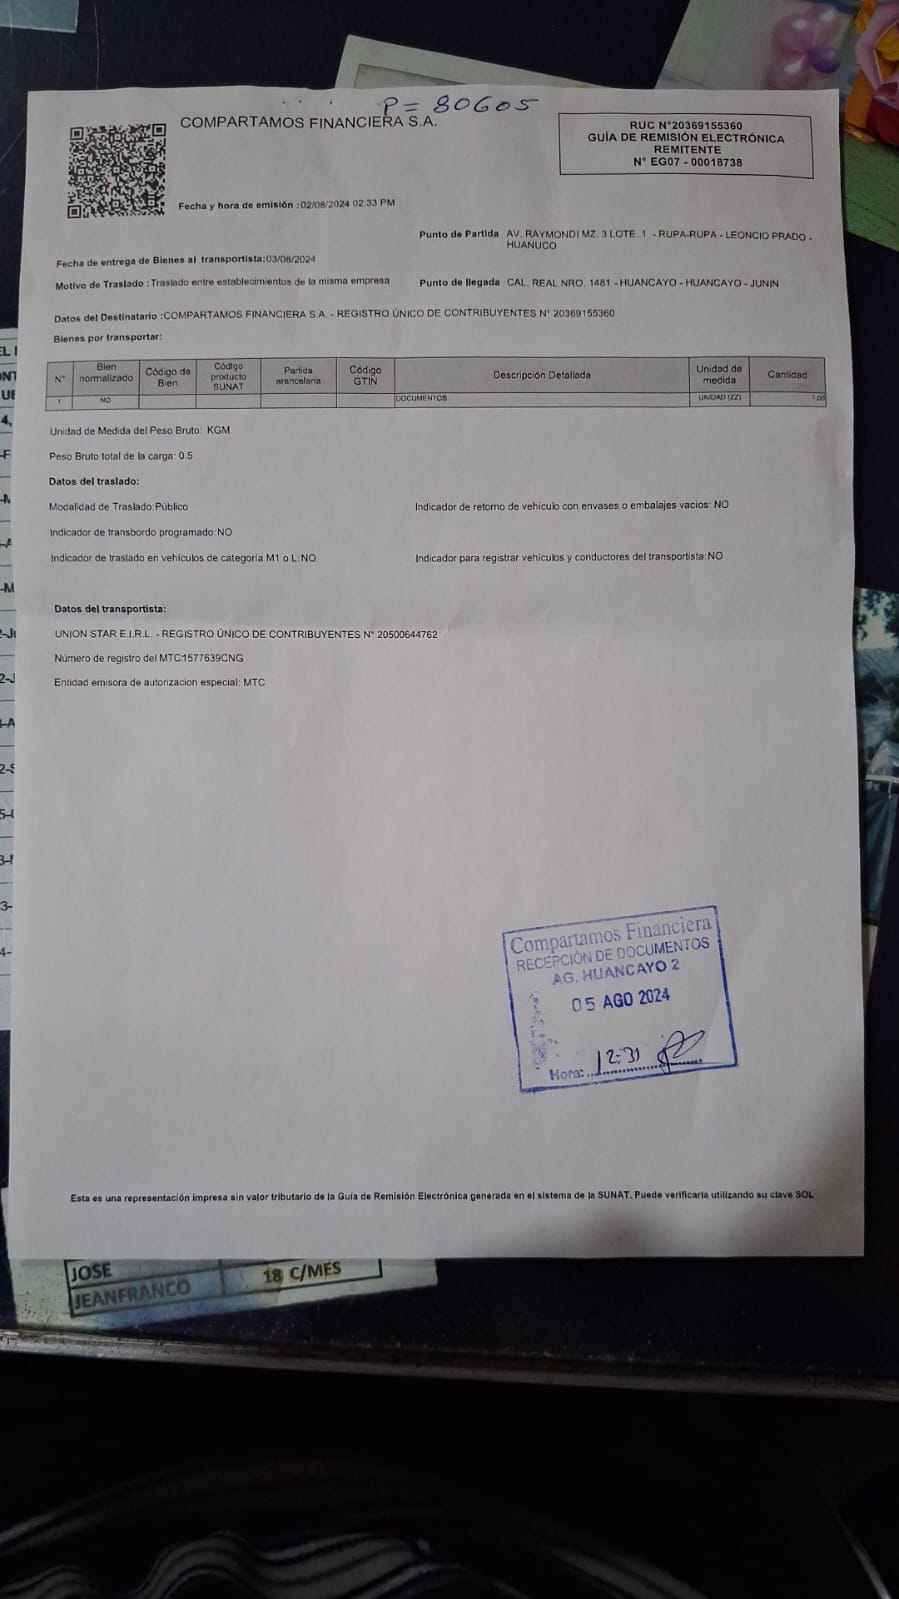 P = 80605
COMPARTAMOS FINANCIERA S.A.
RUC N°20369155360
GUÍA DE REMISIÓN ELECTRÓNICA
REMITENTE
N° EG07 - 00018738
Fecha y hora de emisión :02/08/2024 02:33 PM
Punto de Partida AV. RAYMONDI MZ. 3 LOTE. 1 - RUPA-RUPA - LEONCIO PRADO -
HUANUCO
Fecha de entrega de Bienes al transportista:03/08/2024
Motivo de Traslado :Traslado entre establecimientos de la misma empresa
Punto de llegada CAL. REAL NRO. 1481 - HUANCAYO - HUANCAYO - JUNIN
Datos del Destinatario :COMPARTAMOS FINANCIERA S.A. - REGISTRO ÚNICO DE CONTRIBUYENTES N° 20369155360
Bienes por transportar:
N° Bien normalizado Código de Bien Código producto SUNAT Partida arancelaria Código GTIN Descripción Detallada Unidad de medida Cantidad
1 NO DOCUMENTOS UNIDAD (ZZ) 1.00
Unidad de Medida del Peso Bruto: KGM
Peso Bruto total de la carga: 0.5
Datos del traslado:
Modalidad de Traslado:Público
Indicador de retorno de vehículo con envases o embalajes vacios: NO
Indicador de transbordo programado:NO
Indicador de traslado en vehículos de categoría M1 o L:NO
Indicador para registrar vehículos y conductores del transportista:NO
Datos del transportista:
UNION STAR E.I.R.L. - REGISTRO ÚNICO DE CONTRIBUYENTES N° 20500644762
Número de registro del MTC:1577639CNG
Entidad emisora de autorizacion especial: MTC
Compartamos Financiera
RECEPCIÓN DE DOCUMENTOS
AG. HUANCAYO 2
05 AGO 2024
Hora: 12:31
Esta es una representación impresa sin valor tributario de la Guía de Remisión Electrónica generada en el sistema de la SUNAT. Puede verificarla utilizando su clave SOL
JOSE
JEANFRANCO
18 C/MES